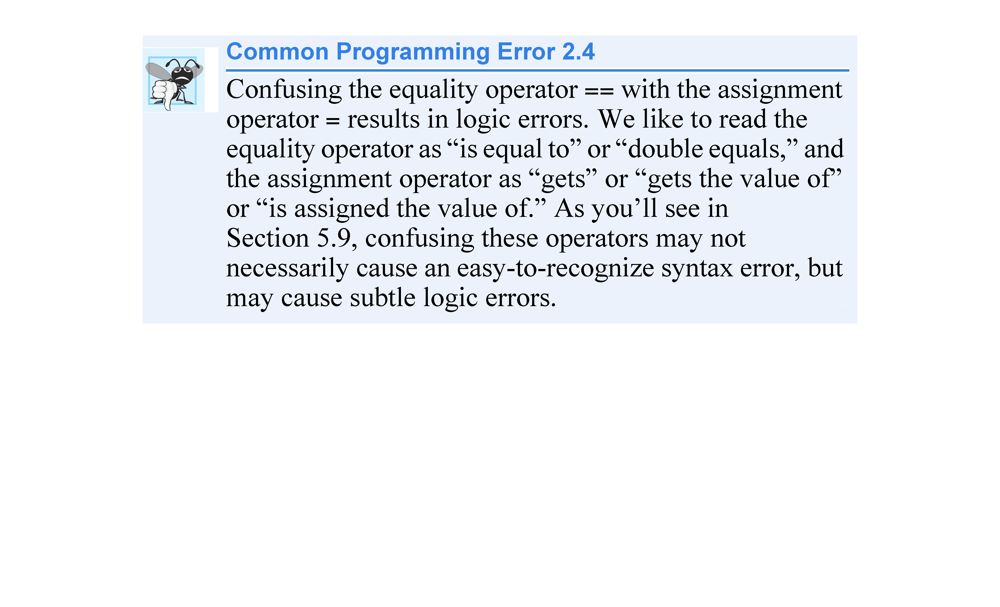 Common Programming Error 2.4
Confusing the equality operator == with the assignment
operator = results in logic errors. We like to read the
equality operator as “is equal to” or “double equals,” and
the assignment operator as “gets” or “gets the value of”
or “is assigned the value of.” As you’ll see in
Section 5.9, confusing these operators may not
necessarily cause an easy-to-recognize syntax error, but
may cause subtle logic errors.